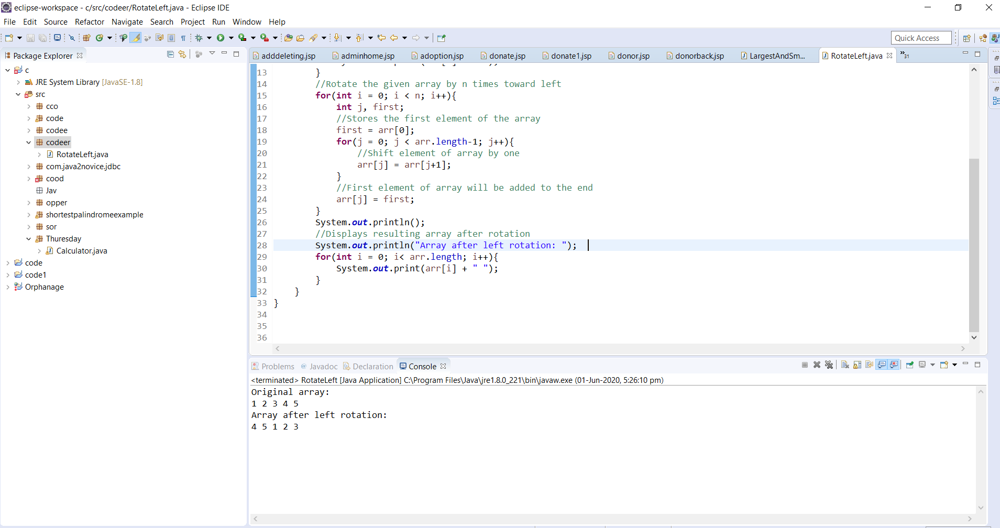 eclipse-workspace - c/src/codeer/RotateLeft.java - Eclipse IDE
File Edit Source Refactor Navigate Search Project Run Window Help
Quick Access
Package Explorer
c
JRE System Library [JavaSE-1.8]
src
cco
code
codee
codeer
RotateLeft.java
com.java2novice.jdbc
cood
Jav
opper
shortestpalindromeexample
sor
Thuresday
Calculator.java
code
code1
Orphanage
adddeleting.jsp adminhome.jsp adoption.jsp donate.jsp donate1.jsp donor.jsp donorback.jsp LargestAndSm... RotateLeft.java »31
13 }
14 //Rotate the given array by n times toward left
15 for(int i = 0; i < n; i++){
16 int j, first;
17 //Stores the first element of the array
18 first = arr[0];
19 for(j = 0; j < arr.length-1; j++){
20 //Shift element of array by one
21 arr[j] = arr[j+1];
22 }
23 //First element of array will be added to the end
24 arr[j] = first;
25 }
26 System.out.println();
27 //Displays resulting array after rotation
28 System.out.println("Array after left rotation: ");
29 for(int i = 0; i< arr.length; i++){
30 System.out.print(arr[i] + " ");
31 }
32 }
33 }
34
35
36
Problems @ Javadoc Declaration Console
<terminated> RotateLeft [Java Application] C:\Program Files\Java\jre1.8.0_221\bin\javaw.exe (01-Jun-2020, 5:26:10 pm)
Original array:
1 2 3 4 5
Array after left rotation:
4 5 1 2 3